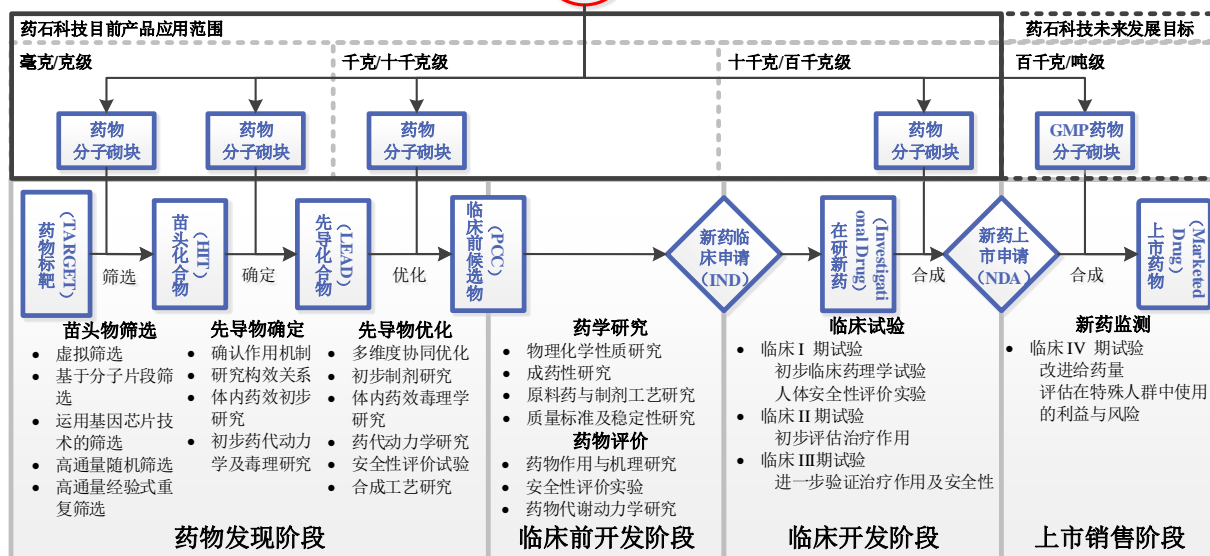 药石科技目前产品应用范围
药石科技未来发展目标
毫克/克级
千克/十千克级
十千克/百千克级
百千克/吨级
药物
分子砌块
药物
分子砌块
药物
分子砌块
药物
分子砌块
GMP药物
分子砌块
药物标靶
（TARGET）
筛选
苗头化合物
（HIT）
确定
先导化合物
（LEAD）
优化
临床前候选物
（PCC）
新药临
床申请
（IND）
在研新药
（Investigati
onal Drug）
合成
新药上
市申请
（NDA）
合成
上市药物
（Marketed
Drug）
苗头物筛选
• 虚拟筛选
• 基于分子片段筛
选
• 运用基因芯片技
术的筛选
• 高通量随机筛选
• 高通量经验式重
复筛选
先导物确定
• 确认作用机制
• 研究构效关系
• 体内药效初步
研究
• 初步药代动力
学及毒理研究
先导物优化
• 多维度协同优化
• 初步制剂研究
• 体内药效毒理学
研究
• 药代动力学研究
• 安全性评价试验
• 合成工艺研究
药学研究
• 物理化学性质研究
• 成药性研究
• 原料药与制剂工艺研究
• 质量标准及稳定性研究
药物评价
• 药物作用与机理研究
• 安全性评价实验
• 药物代谢动力学研究
临床试验
• 临床I 期试验
初步临床药理学试验
人体安全性评价实验
• 临床II 期试验
初步评估治疗作用
• 临床III期试验
进一步验证治疗作用及安全性
新药监测
• 临床IV 期试验
改进给药量
评估在特殊人群中使用
的利益与风险
药物发现阶段
临床前开发阶段
临床开发阶段
上市销售阶段